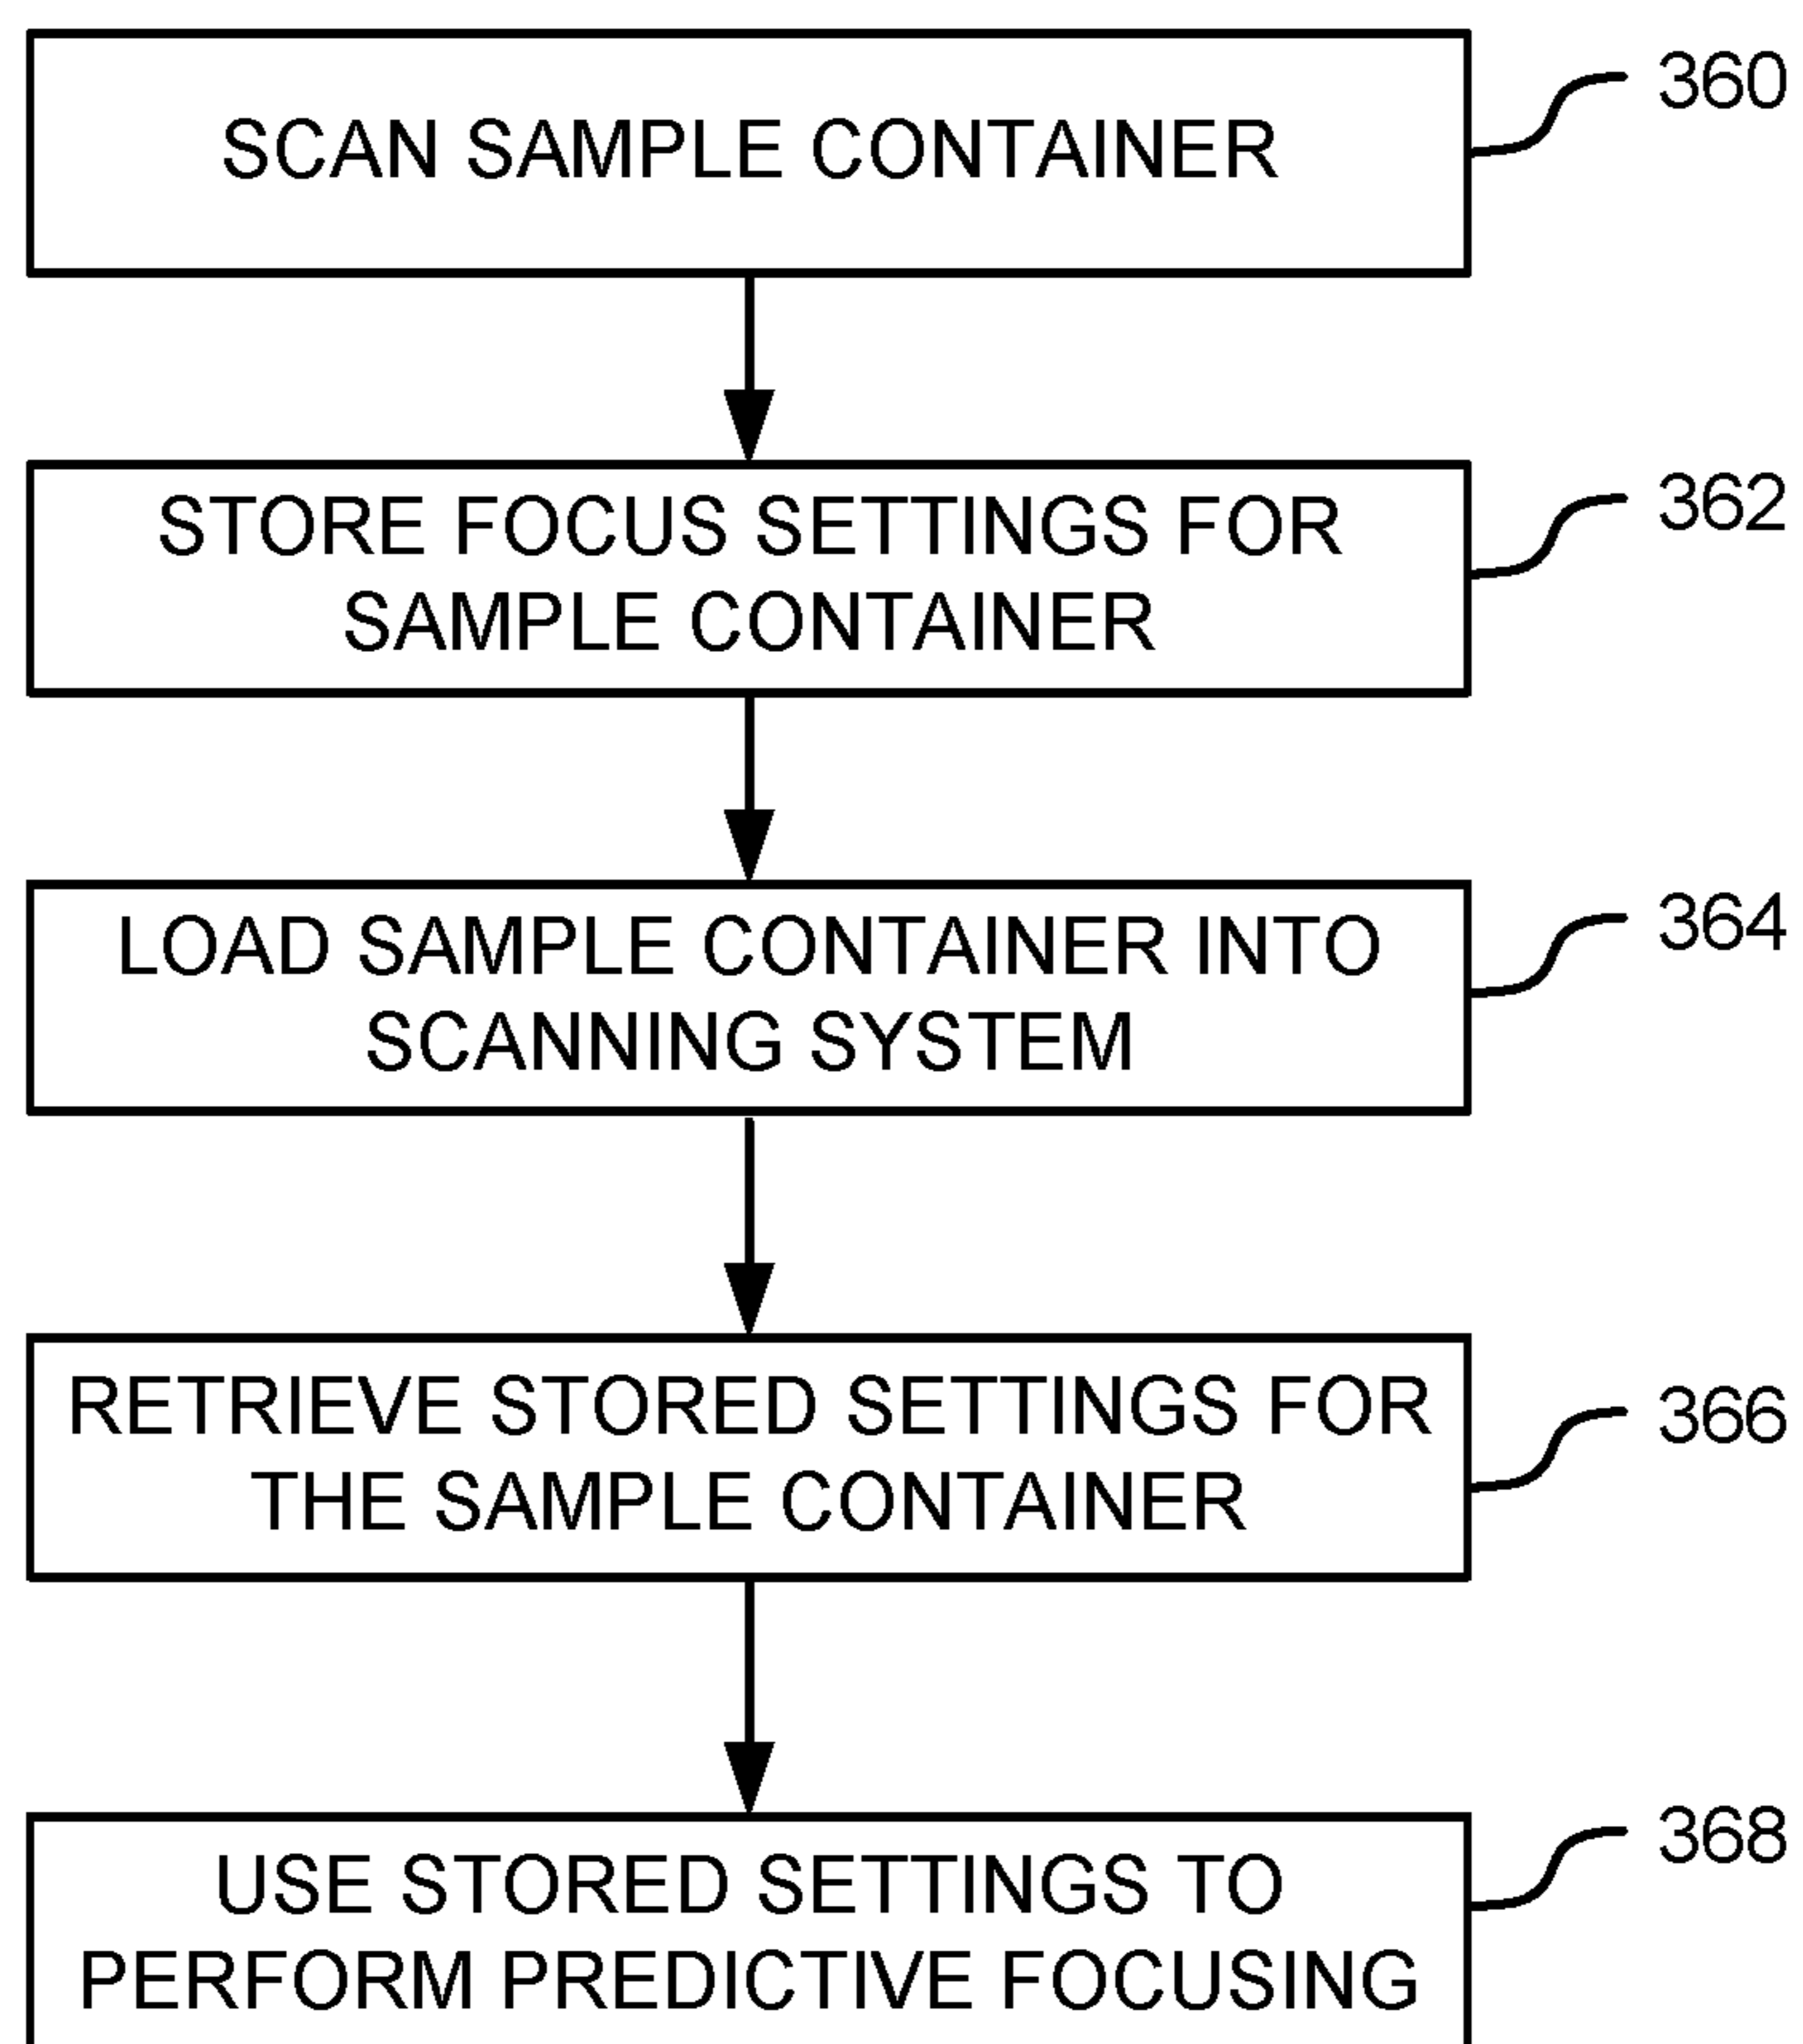 SCAN SAMPLE CONTAINER
360
STORE FOCUS SETTINGS FOR
SAMPLE CONTAINER
362
LOAD SAMPLE CONTAINER INTO
SCANNING SYSTEM
364
RETRIEVE STORED SETTINGS FOR
THE SAMPLE CONTAINER
366
USE STORED SETTINGS TO
PERFORM PREDICTIVE FOCUSING
368